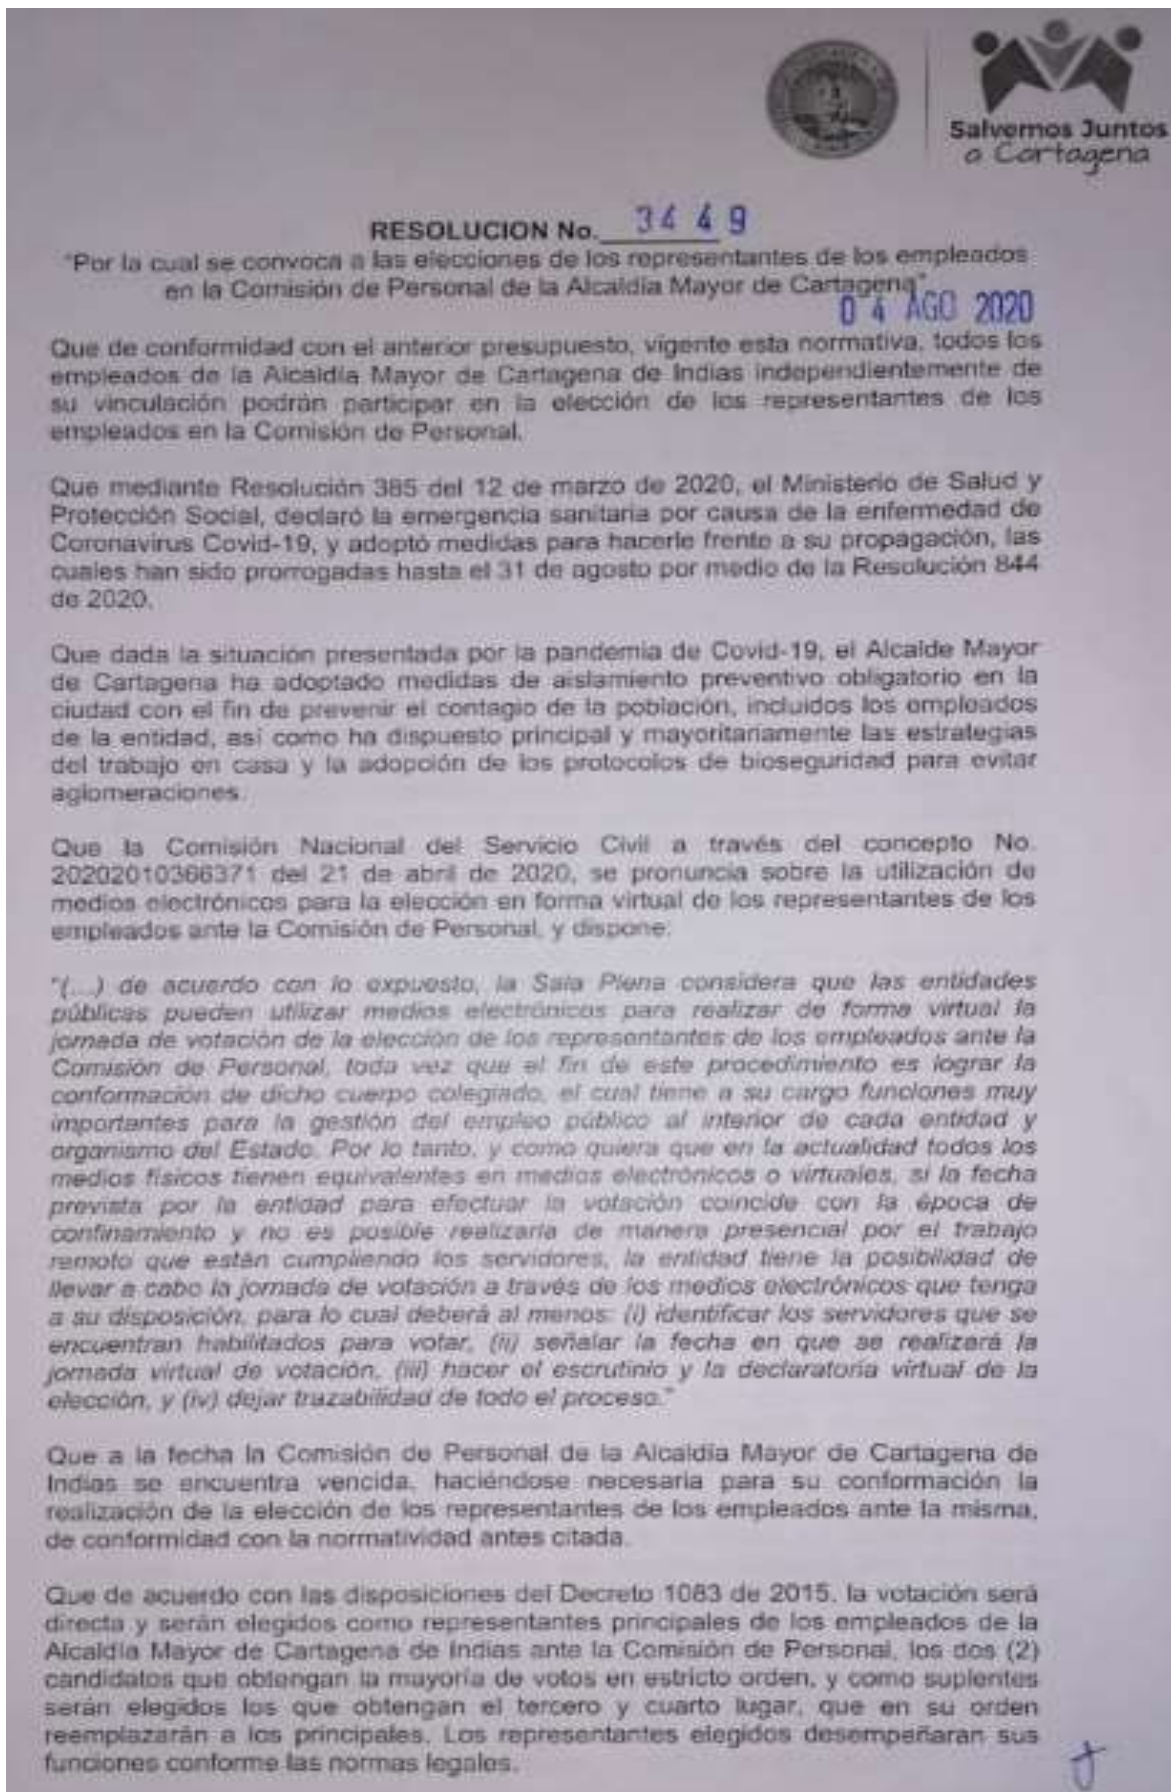 Salvemos Juntos
a Cartagena
RESOLUCION No. 3449
"Por la cual se convoca a las elecciones de los representantes de los empleados
en la Comisión de Personal de la Alcaldía Mayor de Cartagena"
04 AGO 2020
Que de conformidad con el anterior presupuesto, vigente esta normativa, todos los
empleados de la Alcaldía Mayor de Cartagena de Indias independientemente de
su vinculación podrán participar en la elección de los representantes de los
empleados en la Comisión de Personal.
Que mediante Resolución 385 del 12 de marzo de 2020, el Ministerio de Salud y
Protección Social, declaró la emergencia sanitaria por causa de la enfermedad de
Coronavirus Covid-19, y adoptó medidas para hacerle frente a su propagación, las
cuales han sido prorrogadas hasta el 31 de agosto por medio de la Resolución 844
de 2020.
Que dada la situación presentada por la pandemia de Covid-19, el Alcalde Mayor
de Cartagena ha adoptado medidas de aislamiento preventivo obligatorio en la
ciudad con el fin de prevenir el contagio de la población, incluidos los empleados
de la entidad, así como ha dispuesto principal y mayoritariamente las estrategias
del trabajo en casa y la adopción de los protocolos de bioseguridad para evitar
aglomeraciones.
Que la Comisión Nacional del Servicio Civil a través del concepto No.
20202010366371 del 21 de abril de 2020, se pronuncia sobre la utilización de
medios electrónicos para la elección en forma virtual de los representantes de los
empleados ante la Comisión de Personal, y dispone:
"(...) de acuerdo con lo expuesto, la Sala Plena considera que las entidades
públicas pueden utilizar medios electrónicos para realizar de forma virtual la
jornada de votación de la elección de los representantes de los empleados ante la
Comisión de Personal, toda vez que el fin de este procedimiento es lograr la
conformación de dicho cuerpo colegiado, el cual tiene a su cargo funciones muy
importantes para la gestión del empleo público al interior de cada entidad y
organismo del Estado. Por lo tanto, y como quiera que en la actualidad todos los
medios físicos tienen equivalentes en medios electrónicos o virtuales, si la fecha
prevista por la entidad para efectuar la votación coincide con la época de
confinamiento y no es posible realizarla de manera presencial por el trabajo
remoto que están cumpliendo los servidores, la entidad tiene la posibilidad de
llevar a cabo la jornada de votación a través de los medios electrónicos que tenga
a su disposición, para lo cual deberá al menos: (i) identificar los servidores que se
encuentran habilitados para votar, (ii) señalar la fecha en que se realizará la
jornada virtual de votación, (iii) hacer el escrutinio y la declaratoria virtual de la
elección, y (iv) dejar trazabilidad de todo el proceso."
Que a la fecha la Comisión de Personal de la Alcaldía Mayor de Cartagena de
Indias se encuentra vencida, haciéndose necesaria para su conformación la
realización de la elección de los representantes de los empleados ante la misma,
de conformidad con la normatividad antes citada.
Que de acuerdo con las disposiciones del Decreto 1083 de 2015, la votación será
directa y serán elegidos como representantes principales de los empleados de la
Alcaldía Mayor de Cartagena de Indias ante la Comisión de Personal, los dos (2)
candidatos que obtengan la mayoría de votos en estricto orden, y como suplentes
serán elegidos los que obtengan el tercero y cuarto lugar, que en su orden
reemplazarán a los principales. Los representantes elegidos desempeñaran sus
funciones conforme las normas legales.